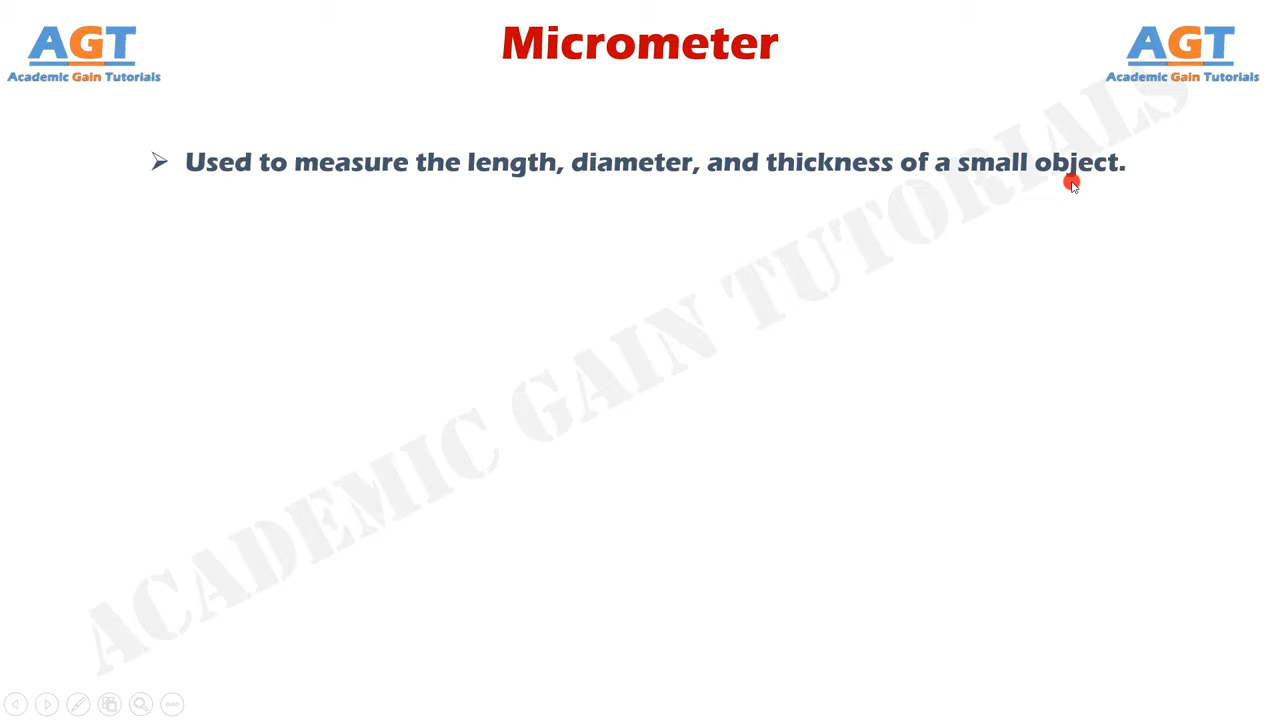 AGT
Academic Gain Tutorials
Micrometer
AGT
Academic Gain Tutorials
Used to measure the length, diameter, and thickness of a small object.
ACADEMIC GAIN TUTORIALS